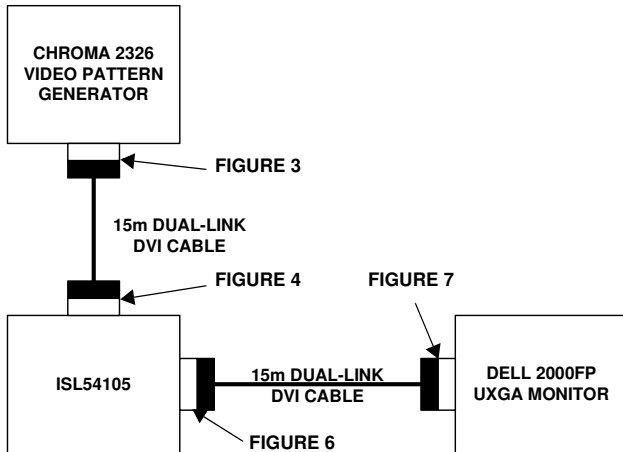 CHROMA 2326
VIDEO PATTERN
GENERATOR
FIGURE 3
15m DUAL-LINK
DVI CABLE
FIGURE 4
FIGURE 7
ISL54105
15m DUAL-LINK
DVI CABLE
DELL 2000FP
UXGA MONITOR
FIGURE 6